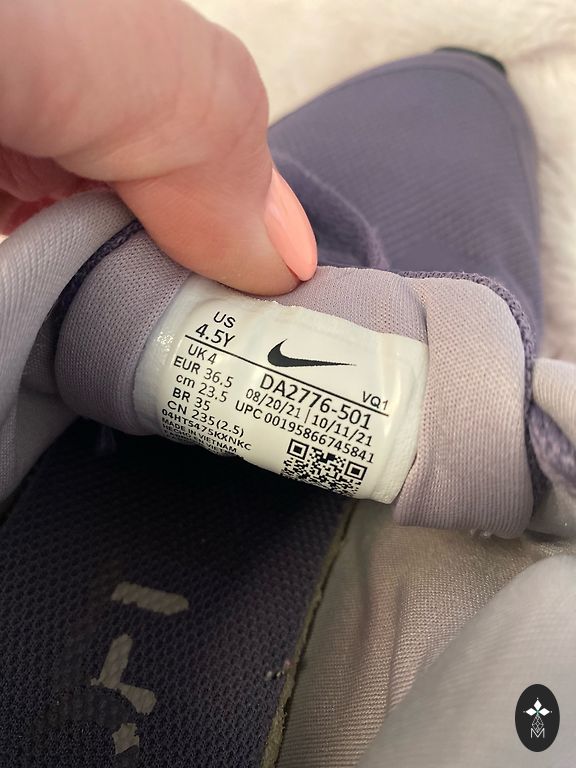 US
4.5Y
UK 4
EUR 36.5
cm 23.5
BR 35
CN 235(2.5)
04HTS475KXNKC
MADE IN VIETNAM
VQ1
DA2776-501
08/20/21 | 10/11/21
UPC 00195866745841
M